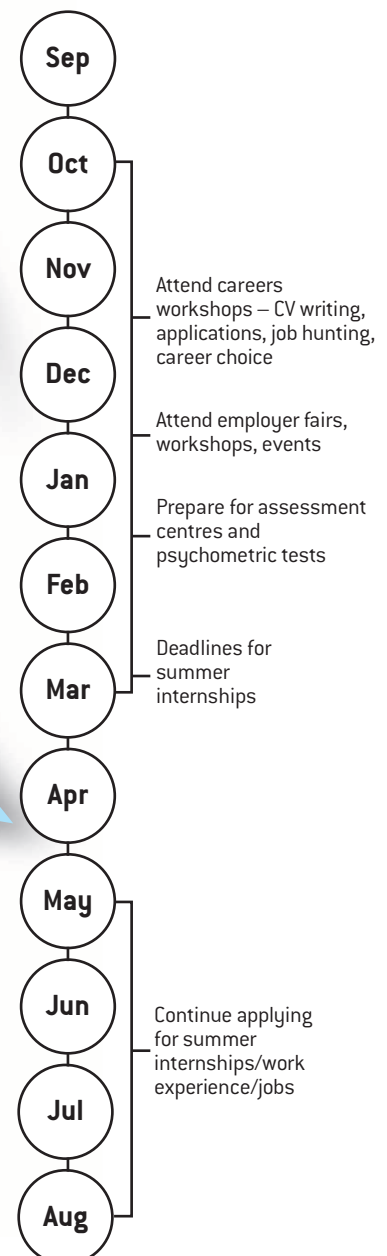 Sep
Oct
Nov
Attend careers
workshops – CV writing,
applications, job hunting,
career choice
Dec
Attend employer fairs,
workshops, events
Jan
Prepare for assessment
centres and
psychometric tests
Feb
Deadlines for
summer
internships
Mar
Apr
May
Jun
Continue applying
for summer
internships/work
experience/jobs
Jul
Aug